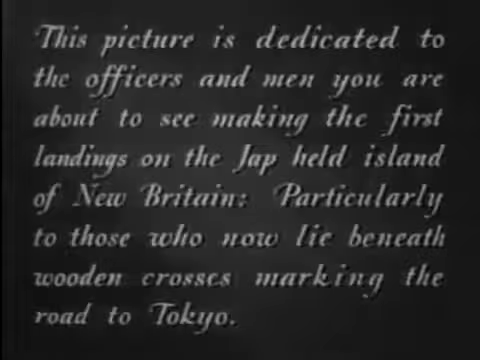 This picture is dedicated to
the officers and men you are
about to see making the first
landings on the Jap held island
of New Britain: Particularly
to those who now lie beneath
wooden crosses marking the
road to Tokyo.